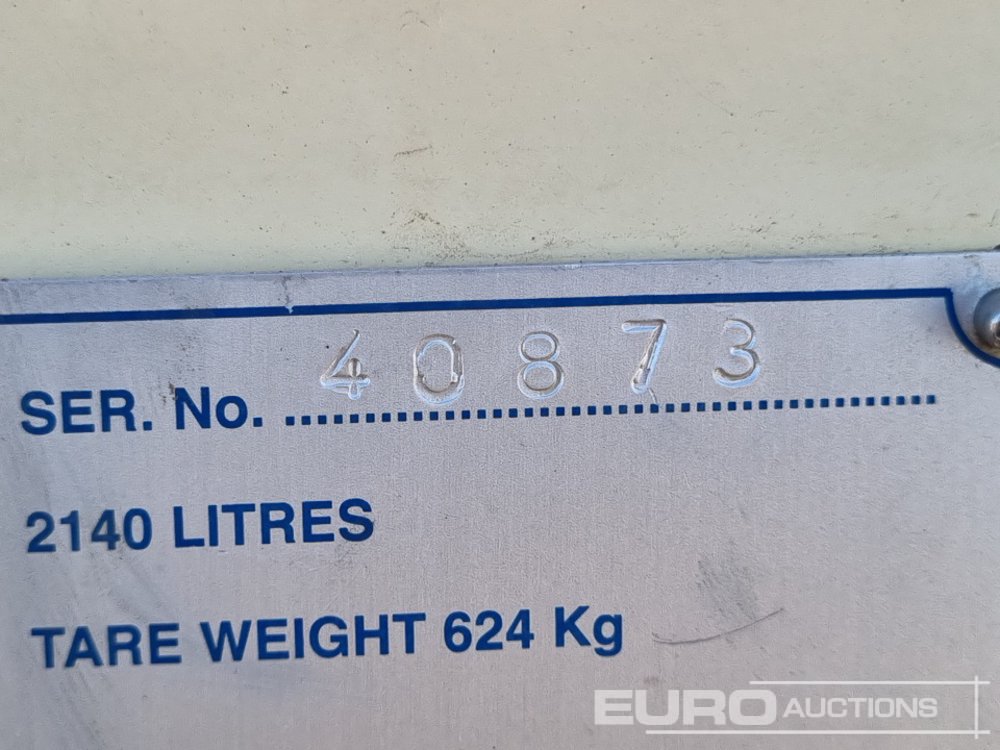 SER. No. ........................................ 40873
2140 LITRES
TARE WEIGHT 624 Kg
EURO AUCTIONS